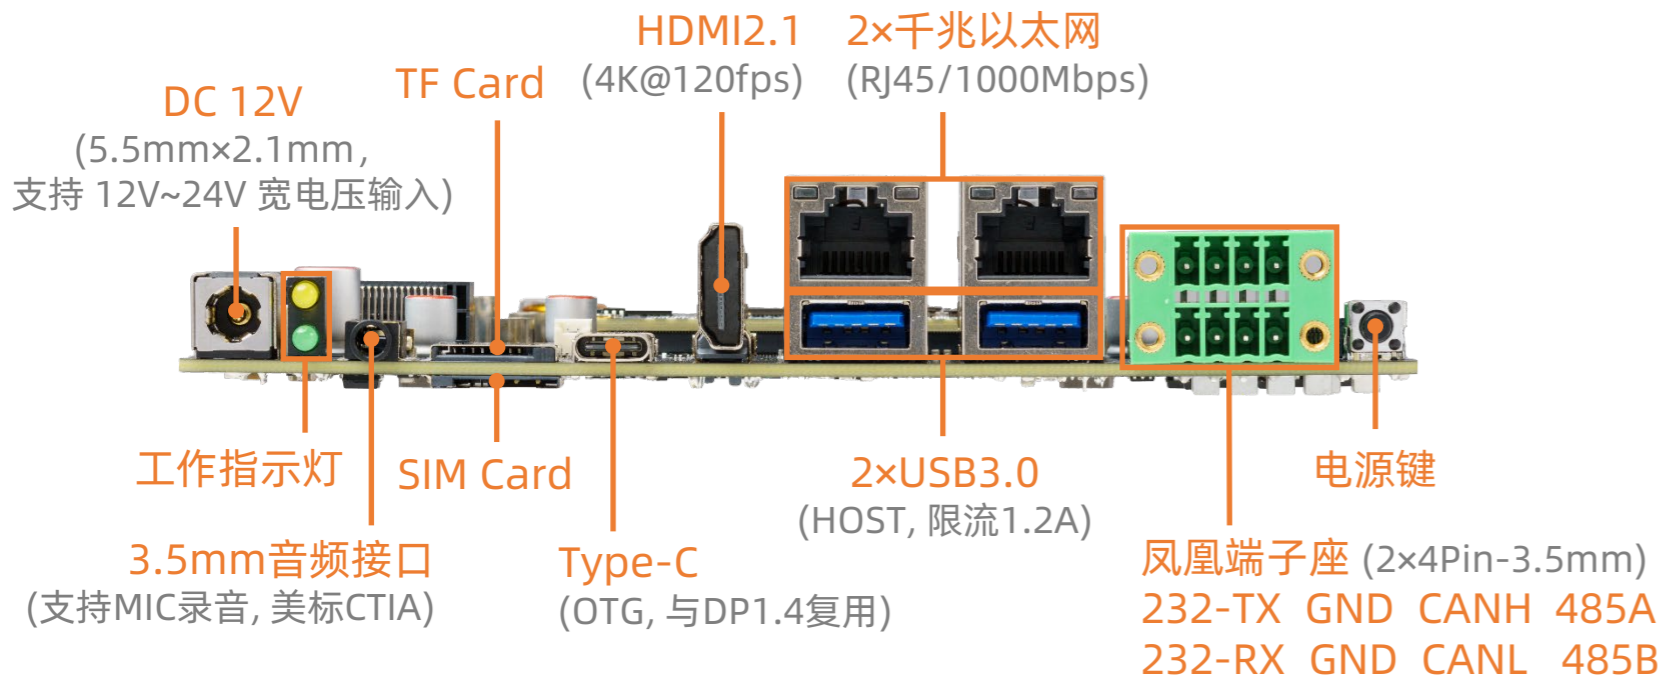 HDMI2.1
(4K@120fps)
2×千兆以太网
(RJ45/1000Mbps)
TF Card
DC 12V
(5.5mm×2.1mm,
支持 12V~24V 宽电压输入)
工作指示灯
SIM Card
2×USB3.0
(HOST, 限流1.2A)
电源键
3.5mm音频接口
(支持MIC录音, 美标CTIA)
Type-C
(OTG, 与DP1.4复用)
凤凰端子座 (2×4Pin-3.5mm)
232-TX GND CANH 485A
232-RX GND CANL 485B